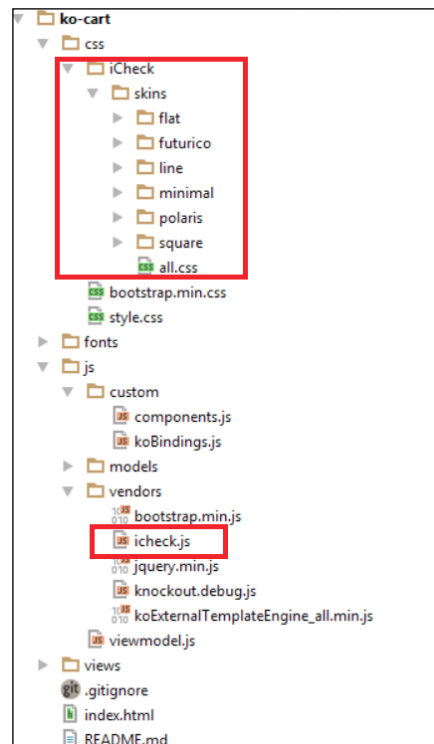 ko-cart
css
iCheck
skins
flat
futurico
line
minimal
polaris
square
all.css
bootstrap.min.css
style.css
fonts
js
custom
components.js
koBindings.js
models
vendors
bootstrap.min.js
icheck.js
jquery.min.js
knockout.debug.js
koExternalTemplateEngine_all.min.js
viewmodel.js
views
.gitignore
index.html
README.md